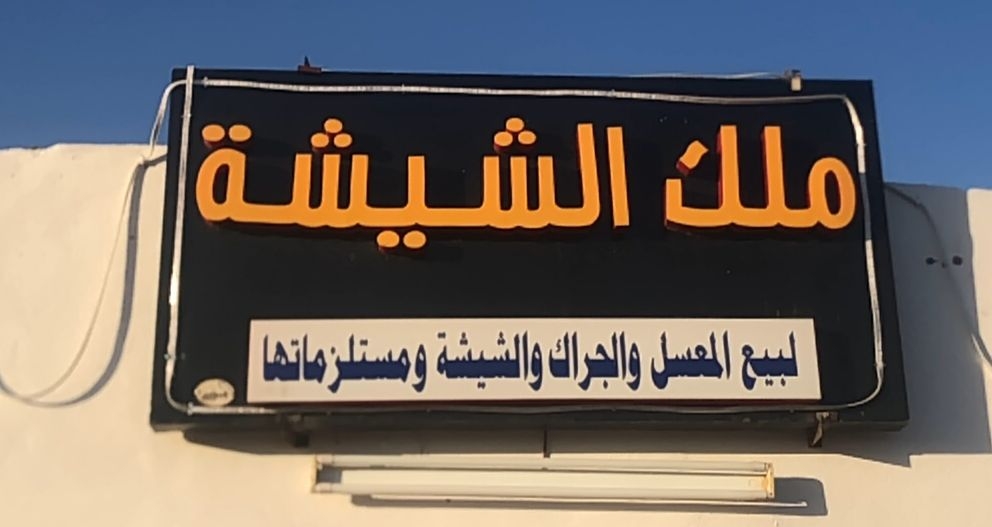 ملك الشيشة
لبيع المعسل والجراك والشيشة ومستلزماتها